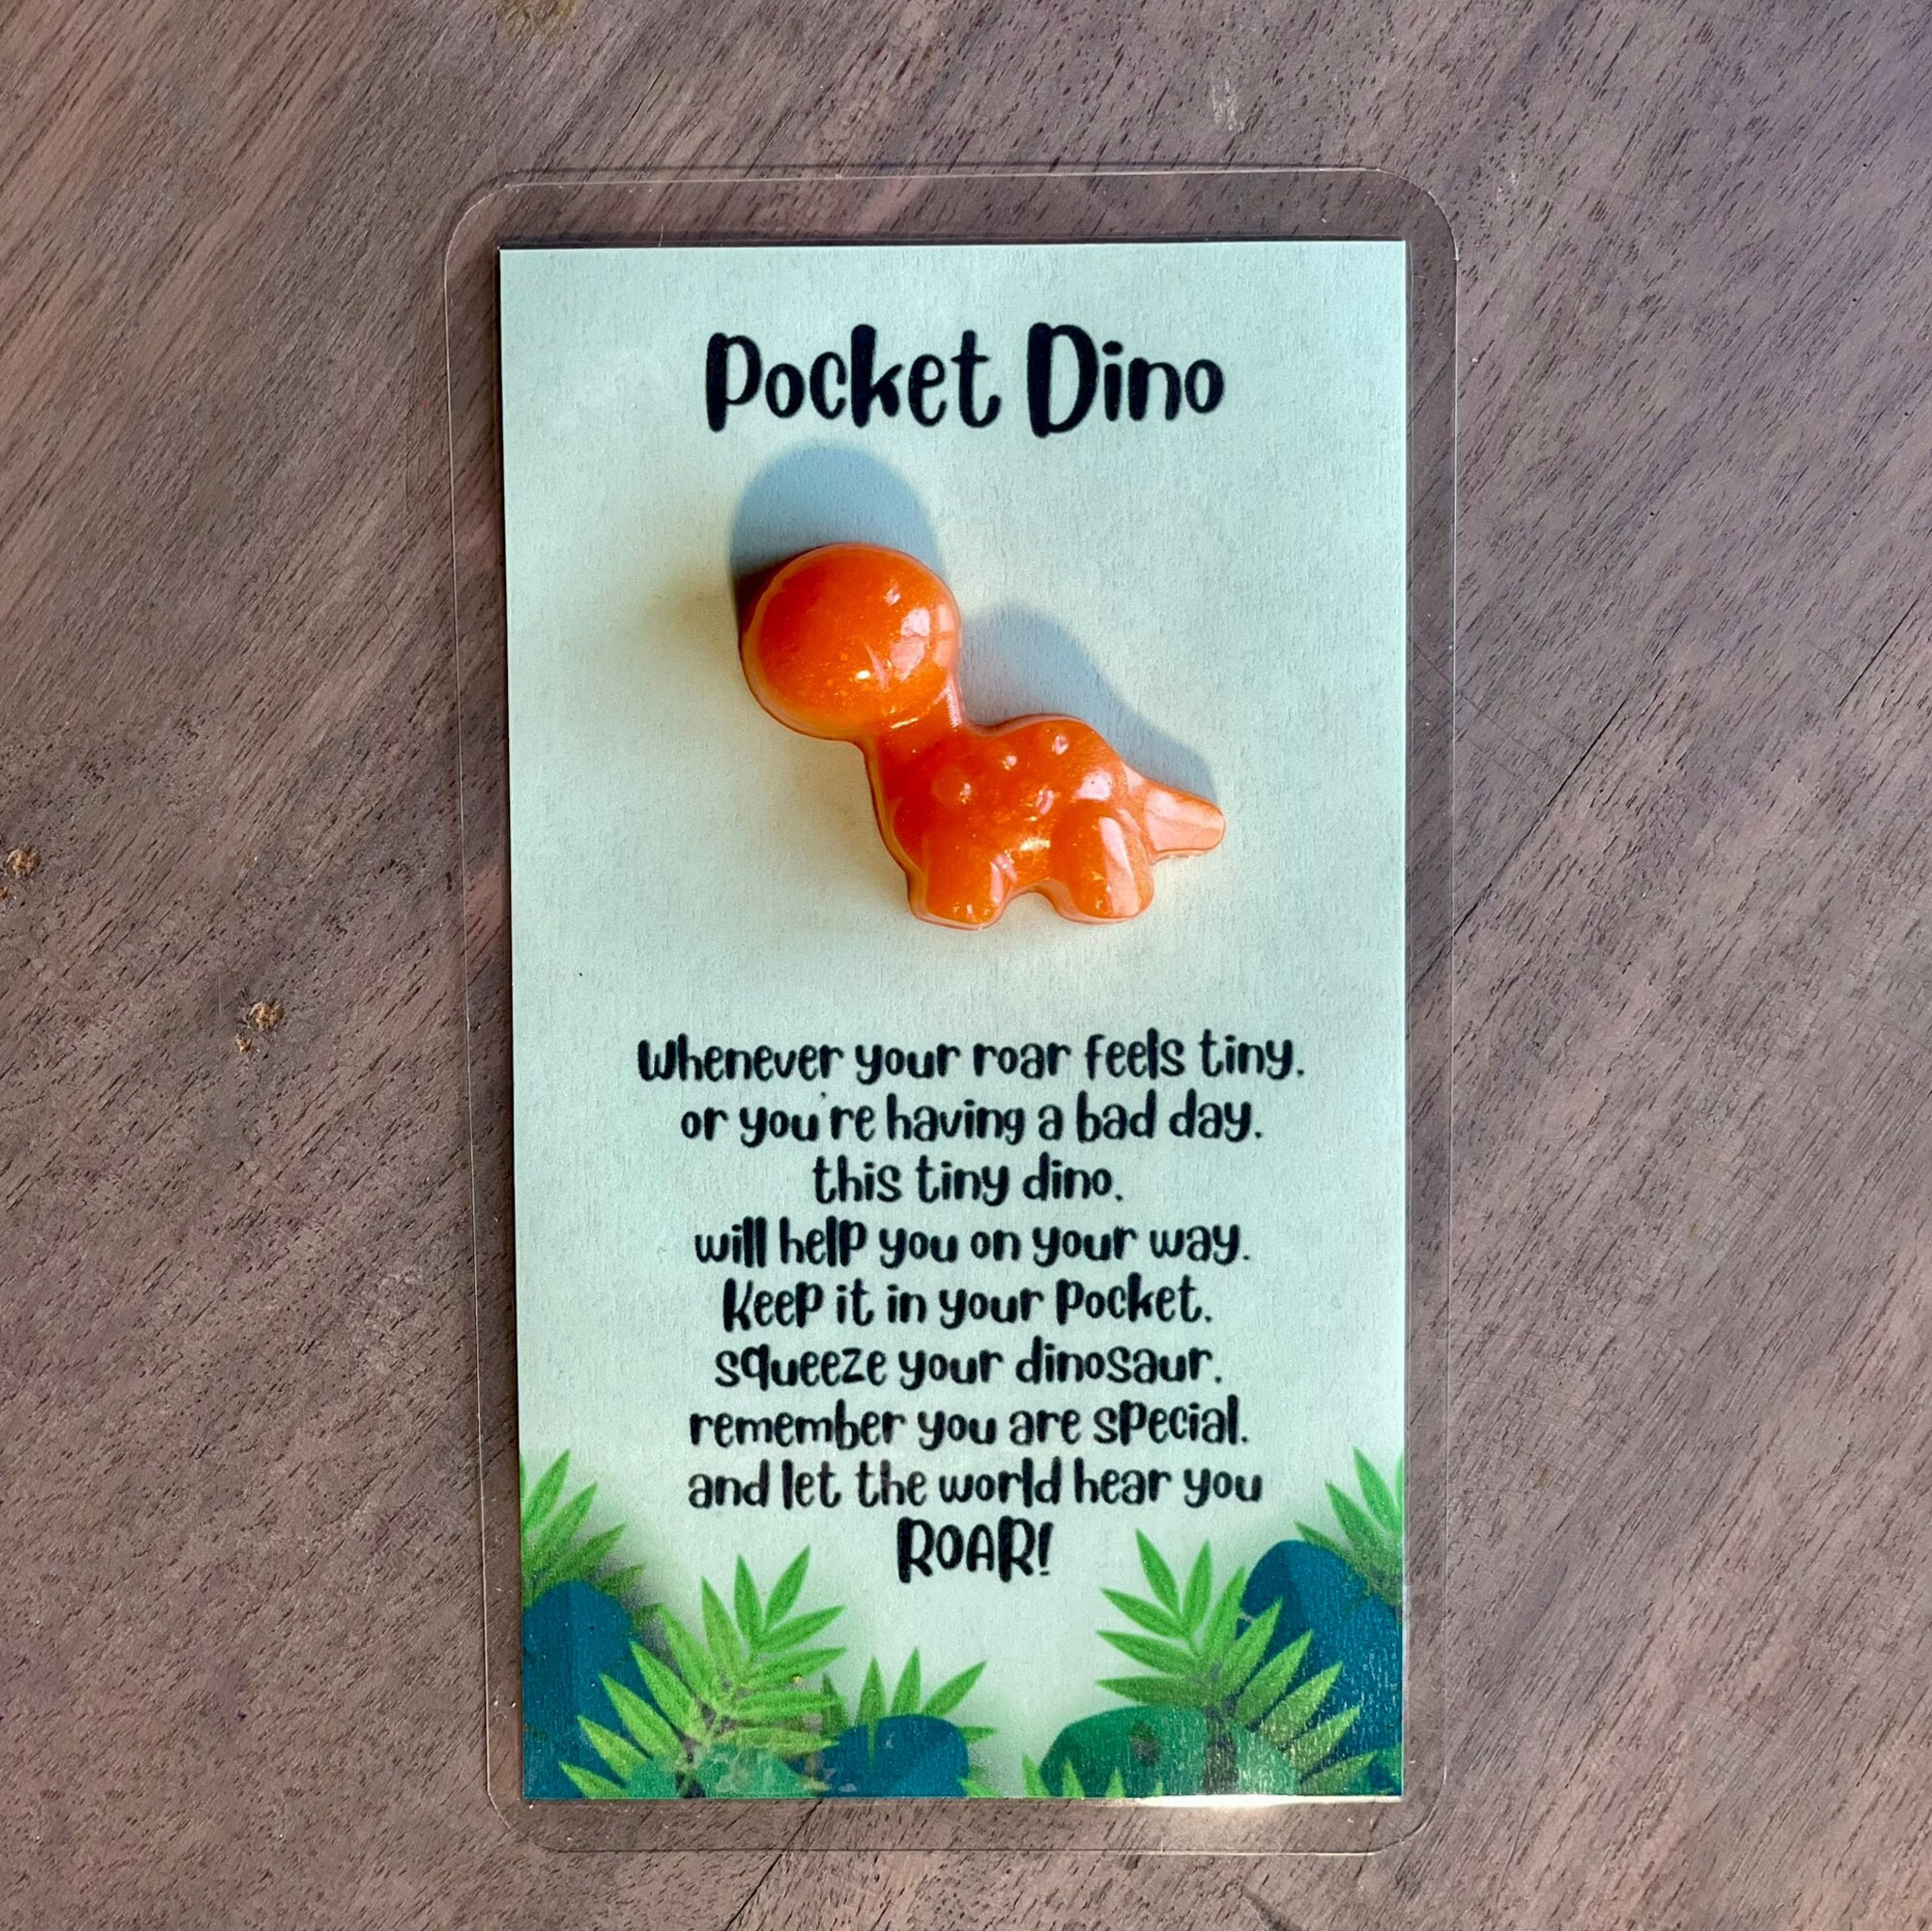 Pocket Dino
Whenever your roar feels tiny.
or you're having a bad day.
this tiny dino.
will help you on your way.
Keep it in your Pocket.
squeeze your dinosaur.
remember you are special.
and let the world hear you
ROAR!